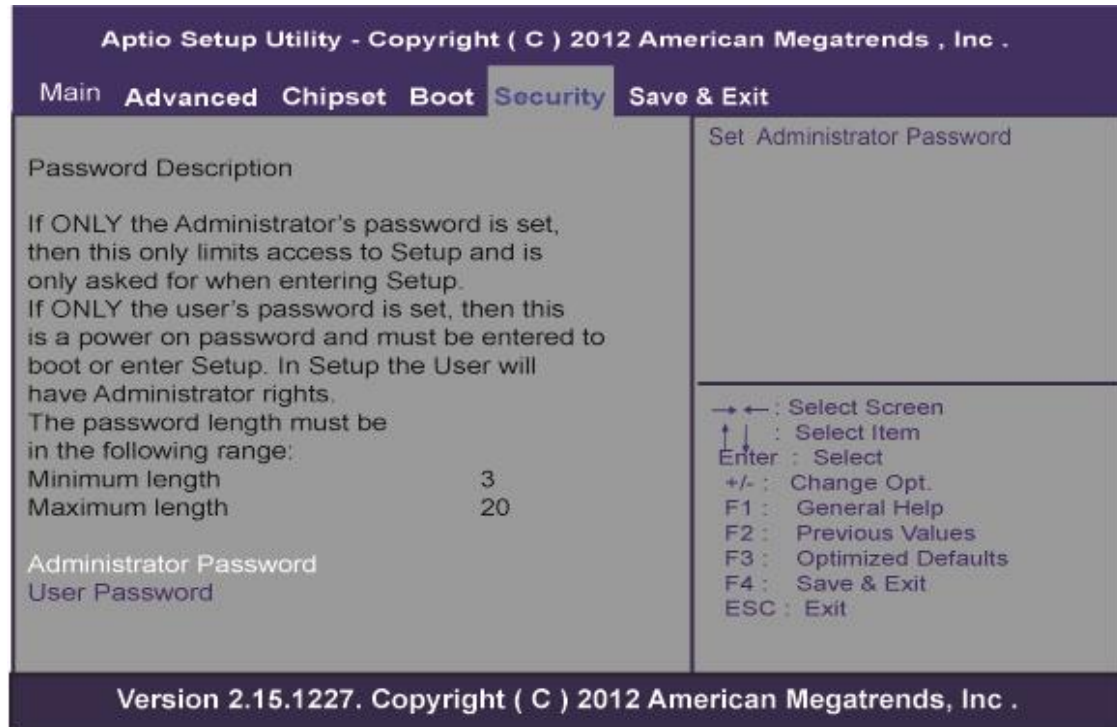 Aptio Setup Utility - Copyright ( C ) 2012 American Megatrends , Inc .
Main Advanced Chipset Boot Security Save & Exit
Password Description
If ONLY the Administrator's password is set,
then this only limits access to Setup and is
only asked for when entering Setup.
If ONLY the user's password is set, then this
is a power on password and must be entered to
boot or enter Setup. In Setup the User will
have Administrator rights.
The password length must be
in the following range:
Minimum length 3
Maximum length 20
Administrator Password
User Password
Set Administrator Password
→ ← : Select Screen
↑ ↓ : Select Item
Enter : Select
+/- : Change Opt.
F1 : General Help
F2 : Previous Values
F3 : Optimized Defaults
F4 : Save & Exit
ESC : Exit
Version 2.15.1227. Copyright ( C ) 2012 American Megatrends, Inc .